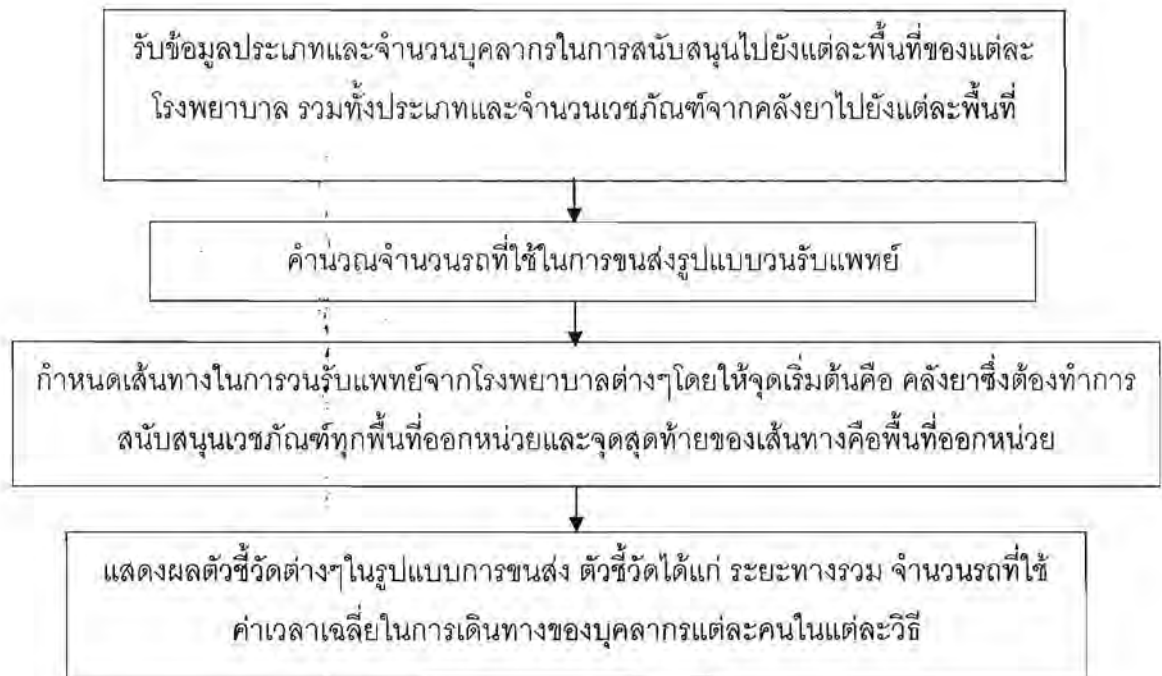 รับข้อมูลประเภทและจำนวนบุคลากรในการสนับสนุนไปยังแต่ละพื้นที่ของแต่ละ
โรงพยาบาล รวมทั้งประเภทและจำนวนเวชภัณฑ์จากคลังยาไปยังแต่ละพื้นที่
คำนวณจำนวนรถที่ใช้ในการขนส่งรูปแบบวนรับแพทย์
กำหนดเส้นทางในการวนรับแพทย์จากโรงพยาบาลต่างๆโดยให้จุดเริ่มต้นคือ คลังยาซึ่งต้องทำการ
สนับสนุนเวชภัณฑ์ทุกพื้นที่ออกหน่วยและจุดสุดท้ายของเส้นทางคือพื้นที่ออกหน่วย
แสดงผลตัวชี้วัดต่างๆในรูปแบบการขนส่ง ตัวชี้วัดได้แก่ ระยะทางรวม จำนวนรถที่ใช้
ค่าเวลาเฉลี่ยในการเดินทางของบุคลากรแต่ละคนในแต่ละวิธี